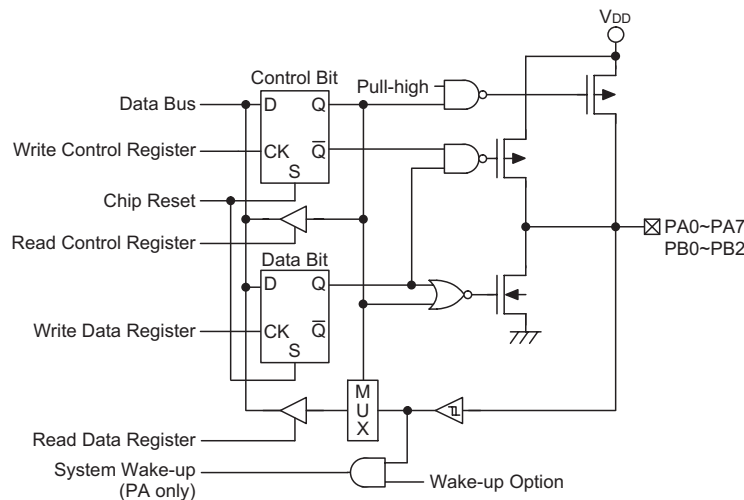 VDD
Control Bit
Pull-high
Data Bus
D
Q
Write Control Register
CK
Q
S
Chip Reset
Read Control Register
PA0~PA7
PB0~PB2
Data Bit
D
Q
Write Data Register
CK
Q
S
M
U
X
Read Data Register
System Wake-up
(PA only)
Wake-up Option